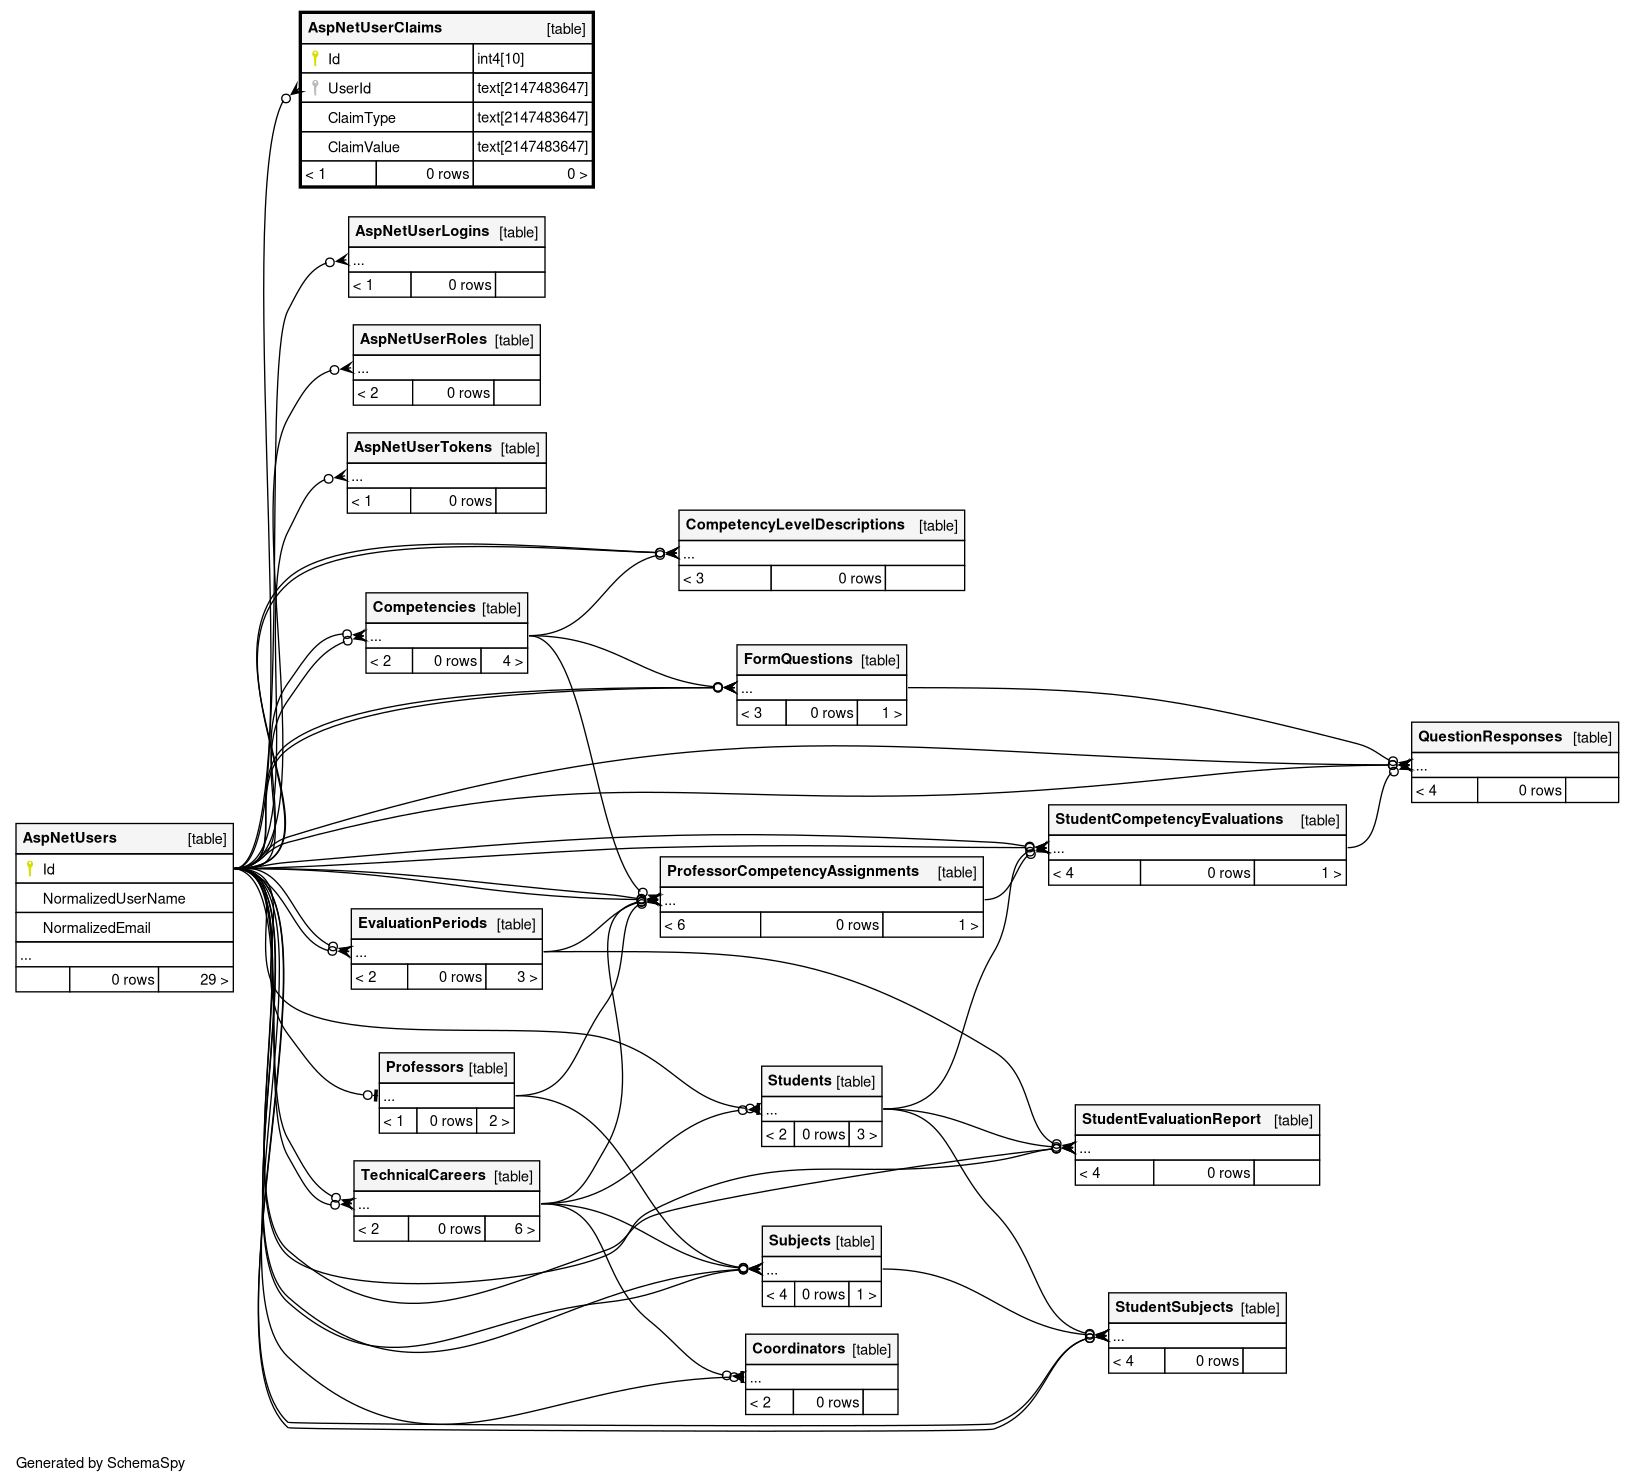 AspNetUserClaims [table]
Id int4[10]
UserId text[2147483647]
ClaimType text[2147483647]
ClaimValue text[2147483647]
< 1 0 rows 0 >
AspNetUserLogins [table]
...
< 1 0 rows
AspNetUserRoles [table]
...
< 2 0 rows
AspNetUserTokens [table]
...
< 1 0 rows
CompetencyLevelDescriptions [table]
...
< 3 0 rows
Competencies [table]
...
< 2 0 rows 4 >
FormQuestions [table]
...
< 3 0 rows 1 >
QuestionResponses [table]
...
< 4 0 rows
AspNetUsers [table]
Id
NormalizedUserName
NormalizedEmail
...
0 rows 29 >
StudentCompetencyEvaluations [table]
...
< 4 0 rows 1 >
ProfessorCompetencyAssignments [table]
...
< 6 0 rows 1 >
EvaluationPeriods [table]
...
< 2 0 rows 3 >
Professors [table]
...
< 1 0 rows 2 >
Students [table]
...
< 2 0 rows 3 >
StudentEvaluationReport [table]
...
< 4 0 rows
TechnicalCareers [table]
...
< 2 0 rows 6 >
Subjects [table]
...
< 4 0 rows 1 >
StudentSubjects [table]
...
< 4 0 rows
Coordinators [table]
...
< 2 0 rows
Generated by SchemaSpy